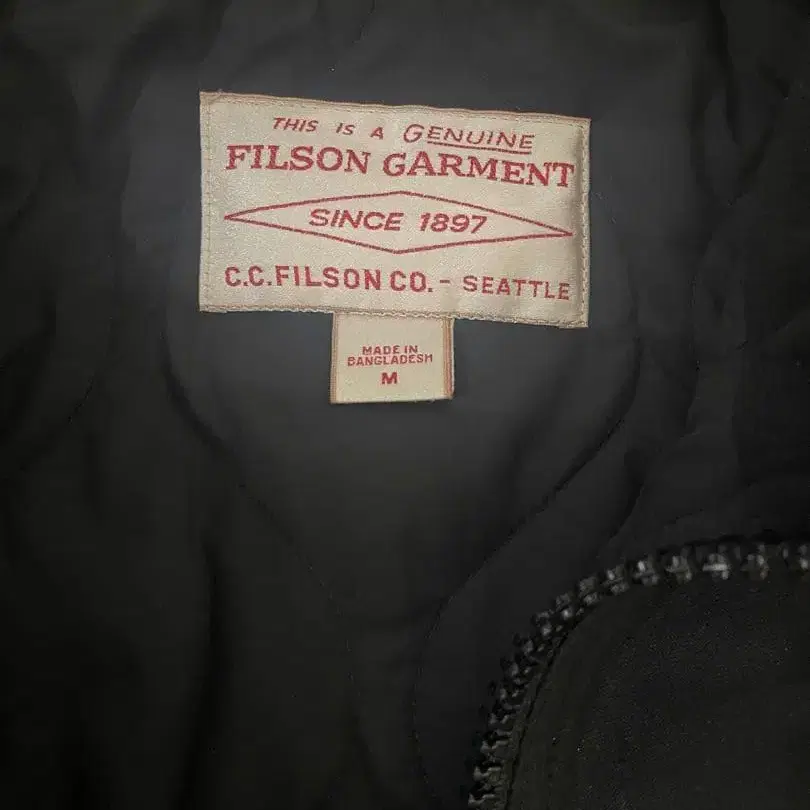 THIS IS A GENUINE
FILSON GARMENT
SINCE 1897
C.C.FILSON CO. - SEATTLE
MADE IN
BANGLADESH
M